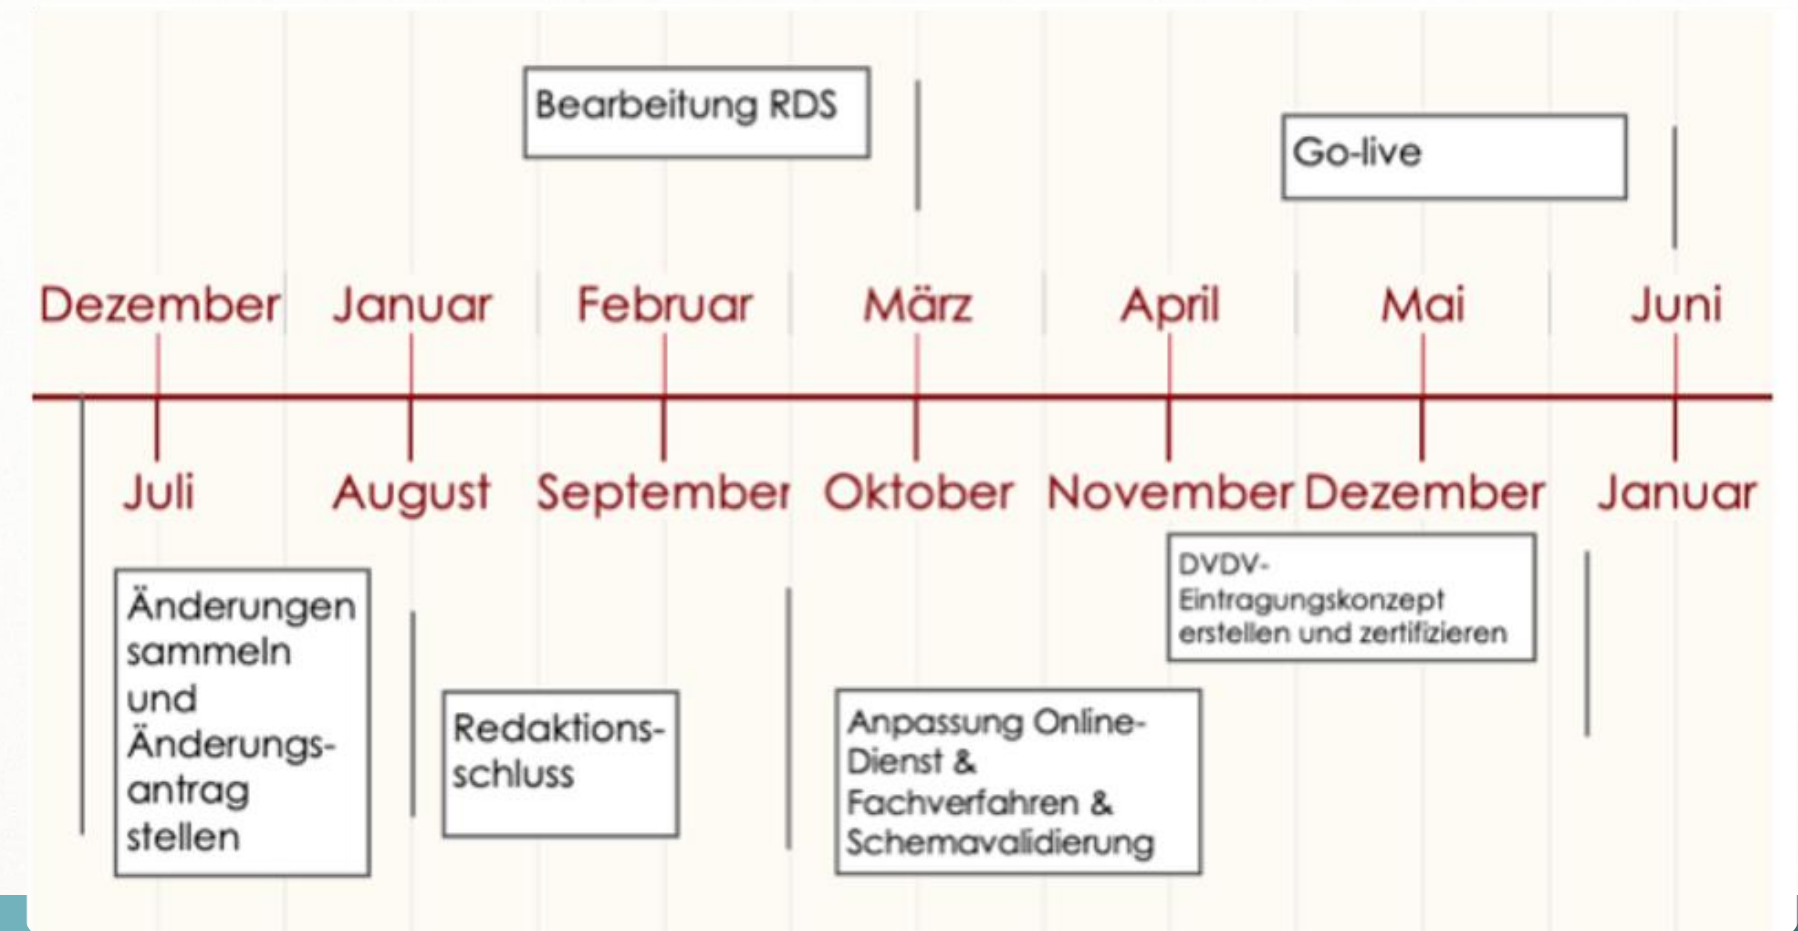 Bearbeitung RDS
Go-live
Dezember Januar Februar März April Mai Juni
Juli August September Oktober November Dezember Januar
Änderungen
sammeln
und
Änderungs-
antrag
stellen
Redaktions-
schluss
Anpassung Online-
Dienst &
Fachverfahren &
Schemavalidierung
DVDV-
Eintragungskonzept
erstellen und zertifizieren